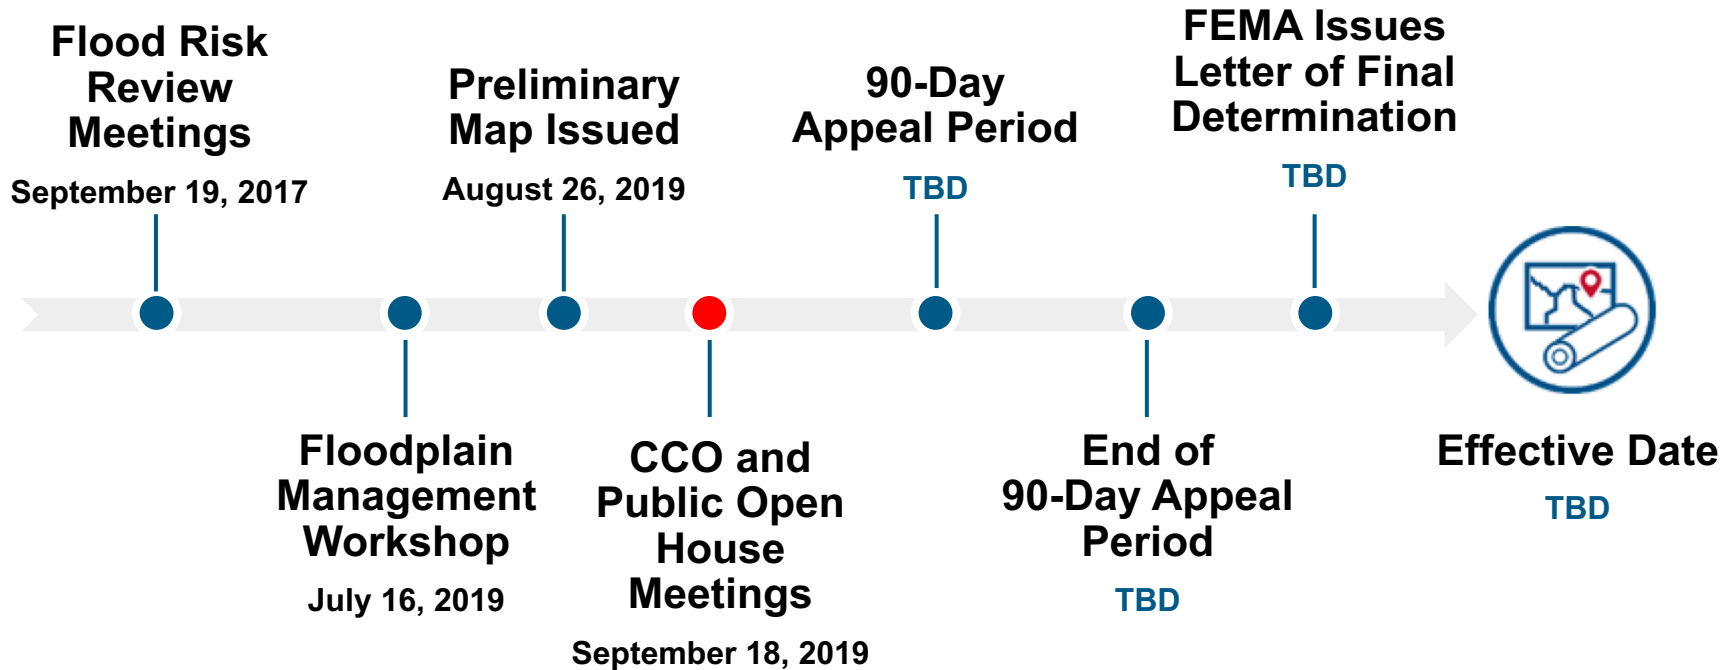 Flood Risk
Review
Meetings
September 19, 2017
Floodplain
Management
Workshop
July 16, 2019
Preliminary
Map Issued
August 26, 2019
CCO and
Public Open
House
Meetings
September 18, 2019
90-Day
Appeal Period
TBD
End of
90-Day Appeal
Period
TBD
FEMA Issues
Letter of Final
Determination
TBD
Effective Date
TBD